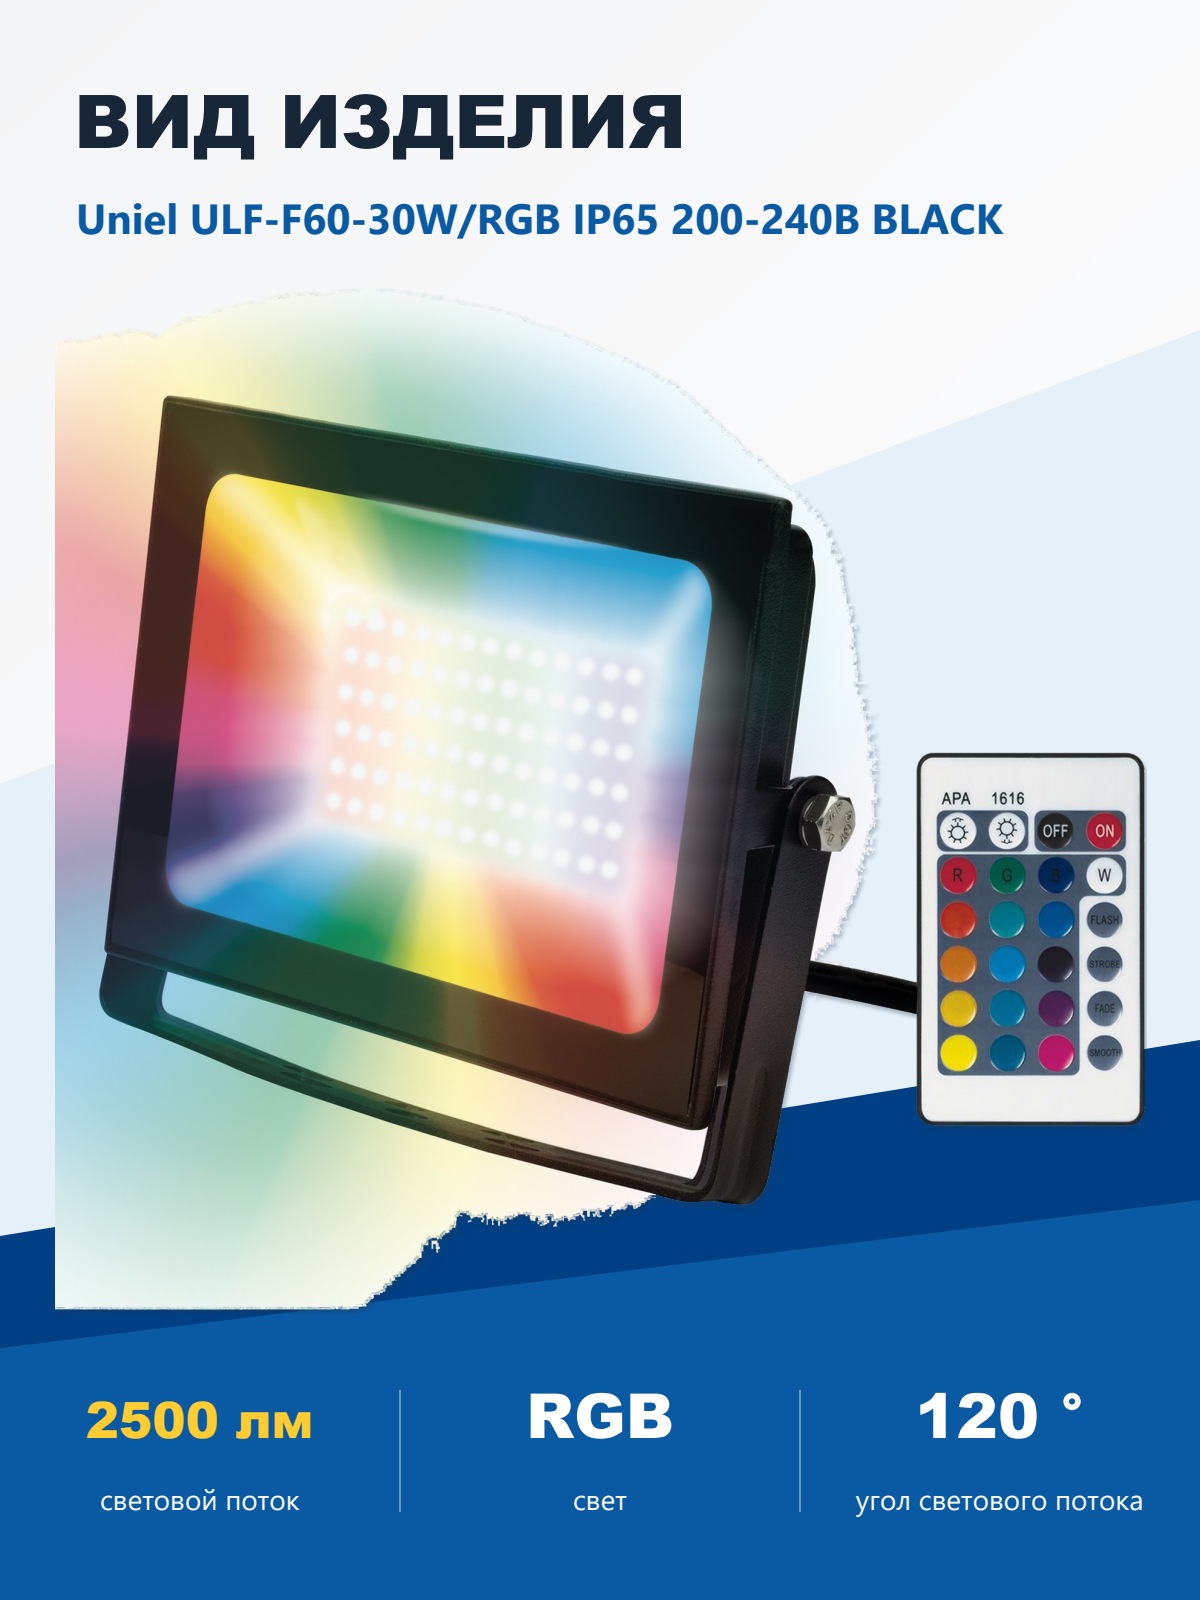 ВИД ИЗДЕЛИЯ
Uniel ULF-F60-30W/RGB IP65 200-240В BLACK
APA 1616
OFF ON
R G B W
FLASH
STROBE
FADE
SMOOTH
2500 лм RGB 120 °
световой поток свет угол светового потока